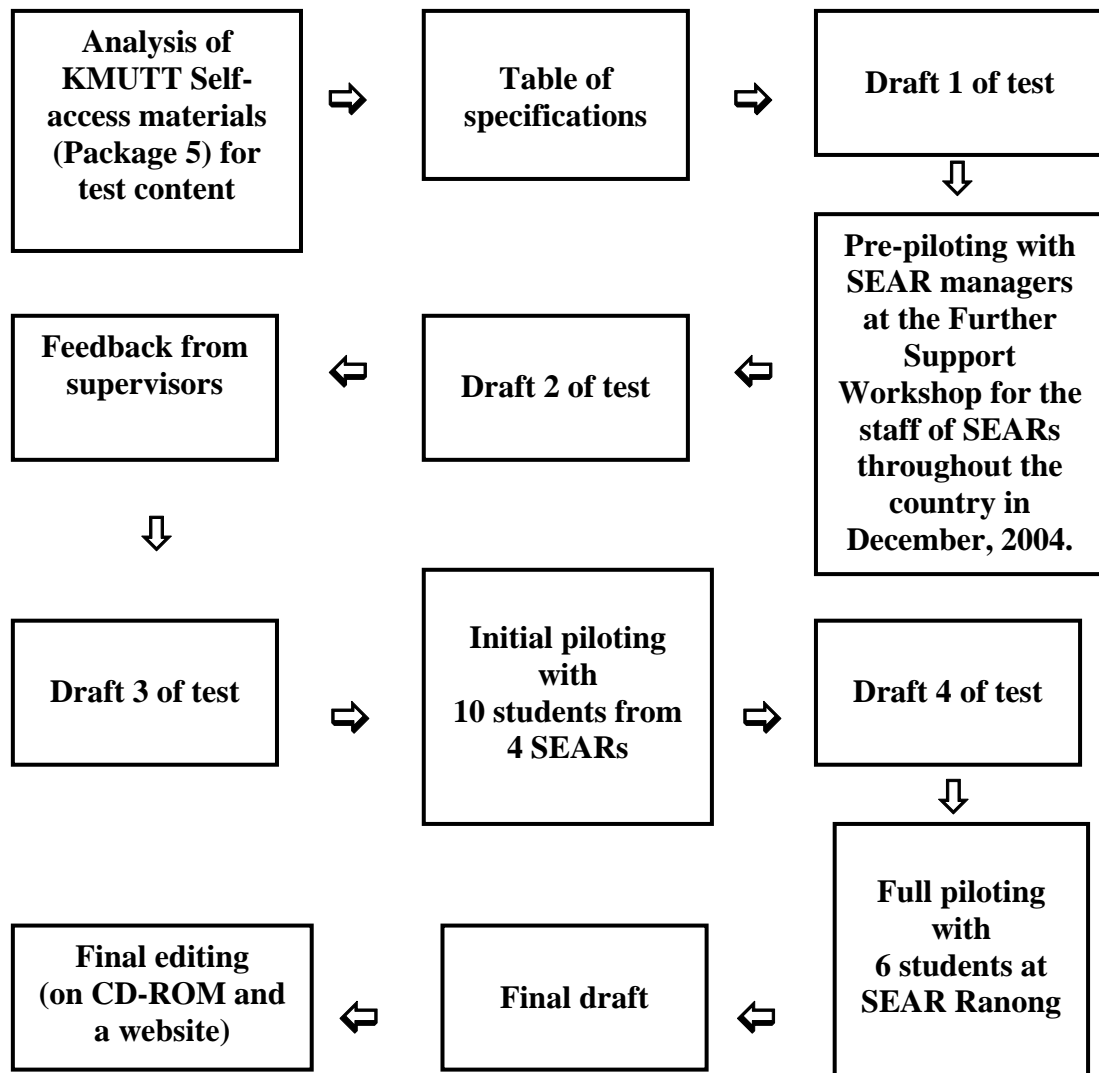 Analysis of
KMUTT Self-
access materials
(Package 5) for
test content
Table of
specifications
Draft 1 of test
Pre-piloting with
SEAR managers
at the Further
Support
Workshop for the
staff of SEARs
throughout the
country in
December, 2004.
Draft 2 of test
Feedback from
supervisors
Draft 3 of test
Initial piloting
with
10 students from
4 SEARs
Draft 4 of test
Full piloting
with
6 students at
SEAR Ranong
Final draft
Final editing
(on CD-ROM and
a website)